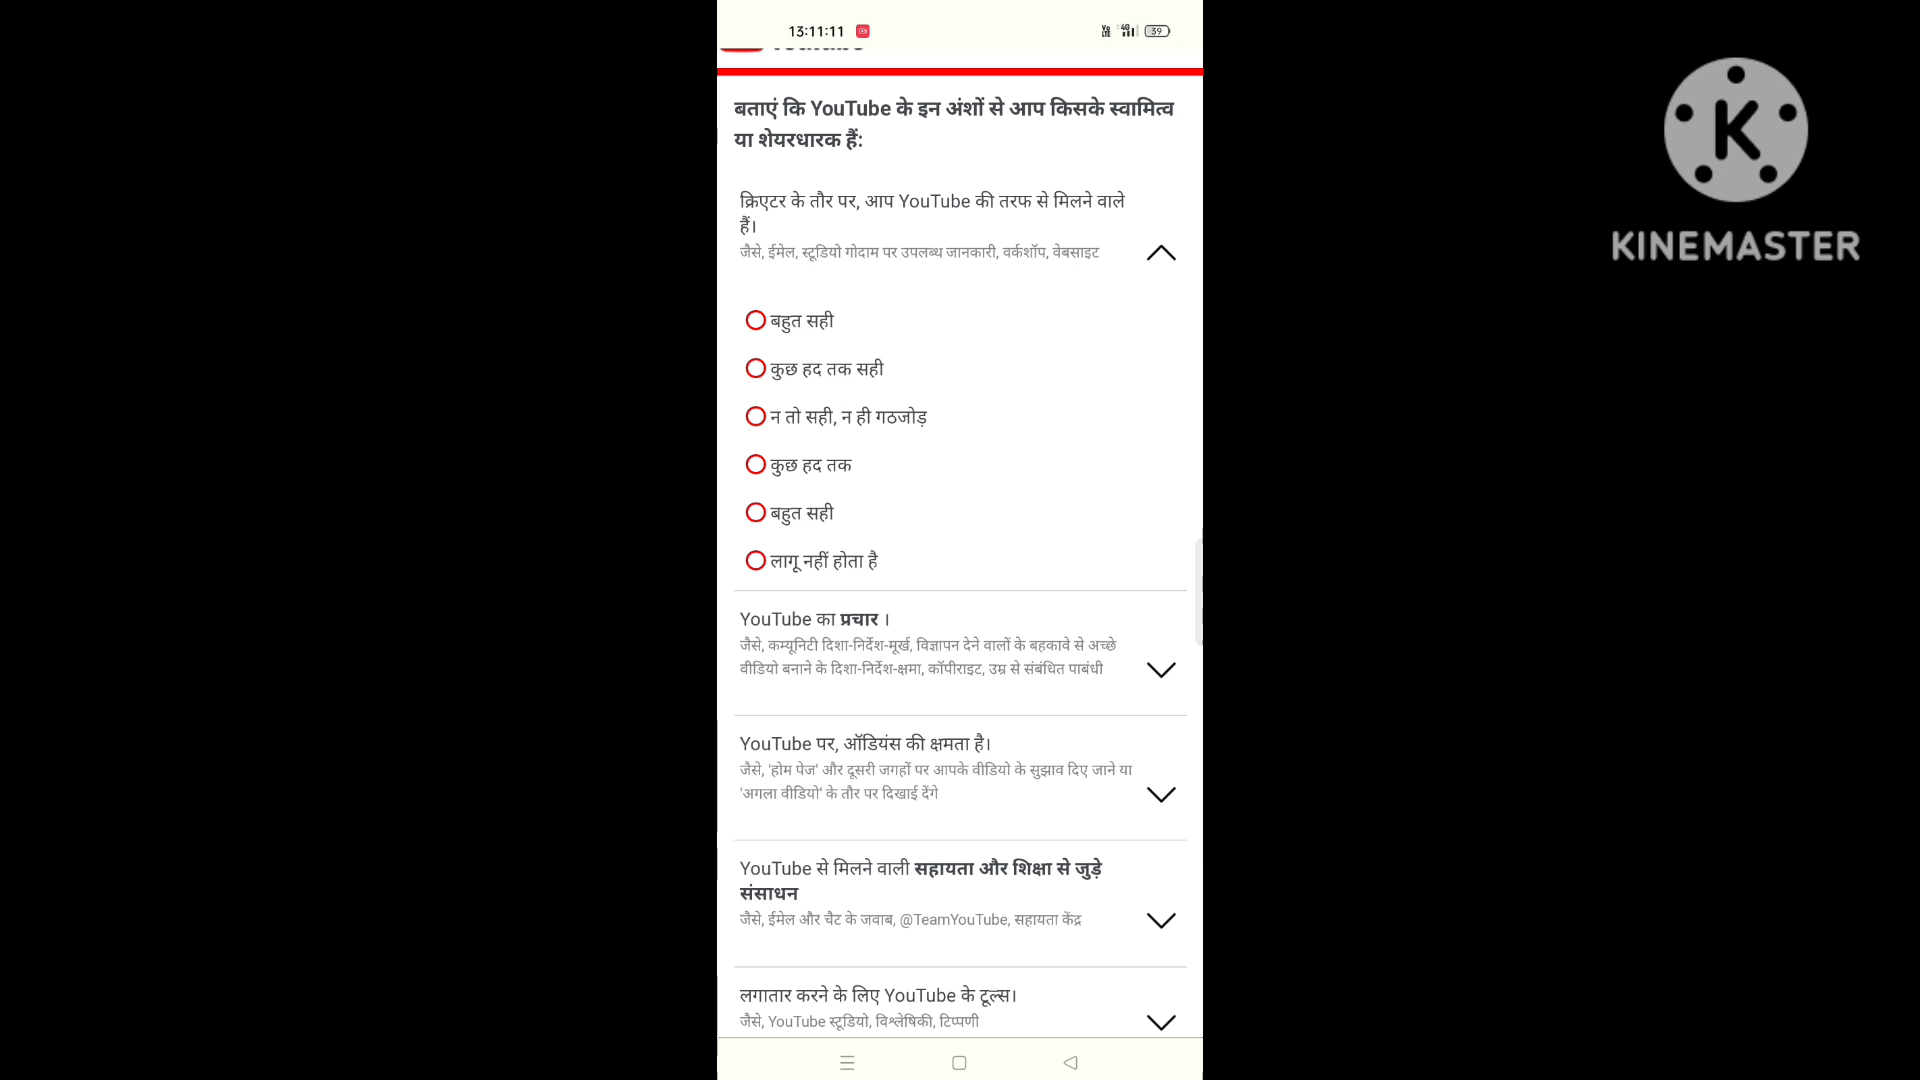 13:11:11
39
बताएं कि YouTube के इन अंशों से आप किसके स्वामित्व
या शेयरधारक हैं:
क्रिएटर के तौर पर, आप YouTube की तरफ से मिलने वाले
हैं।
जैसे, ईमेल, स्टूडियो गोदाम पर उपलब्ध जानकारी, वर्कशॉप, वेबसाइट
बहुत सही
कुछ हद तक सही
न तो सही, न ही गठजोड़
कुछ हद तक
बहुत सही
लागू नहीं होता है
YouTube का प्रचार ।
जैसे, कम्यूनिटी दिशा-निर्देश-मूर्ख, विज्ञापन देने वालों के बहकावे से अच्छे
वीडियो बनाने के दिशा-निर्देश-क्षमा, कॉपीराइट, उम्र से संबंधित पाबंधी
YouTube पर, ऑडियंस की क्षमता है।
जैसे, 'होम पेज' और दूसरी जगहों पर आपके वीडियो के सुझाव दिए जाने या
'अगला वीडियो' के तौर पर दिखाई देंगे
YouTube से मिलने वाली सहायता और शिक्षा से जुड़े
संसाधन
जैसे, ईमेल और चैट के जवाब, @TeamYouTube, सहायता केंद्र
लगातार करने के लिए YouTube के टूल्स।
जैसे, YouTube स्टूडियो, विश्लेषिकी, टिप्पणी
K
KINEMASTER